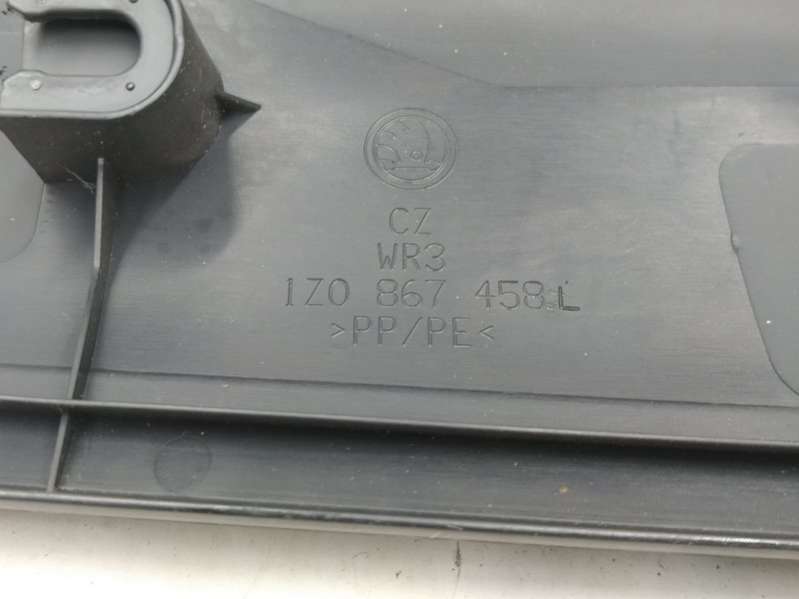 CZ
WR3
1Z0 867 458 L
>PP/PE<